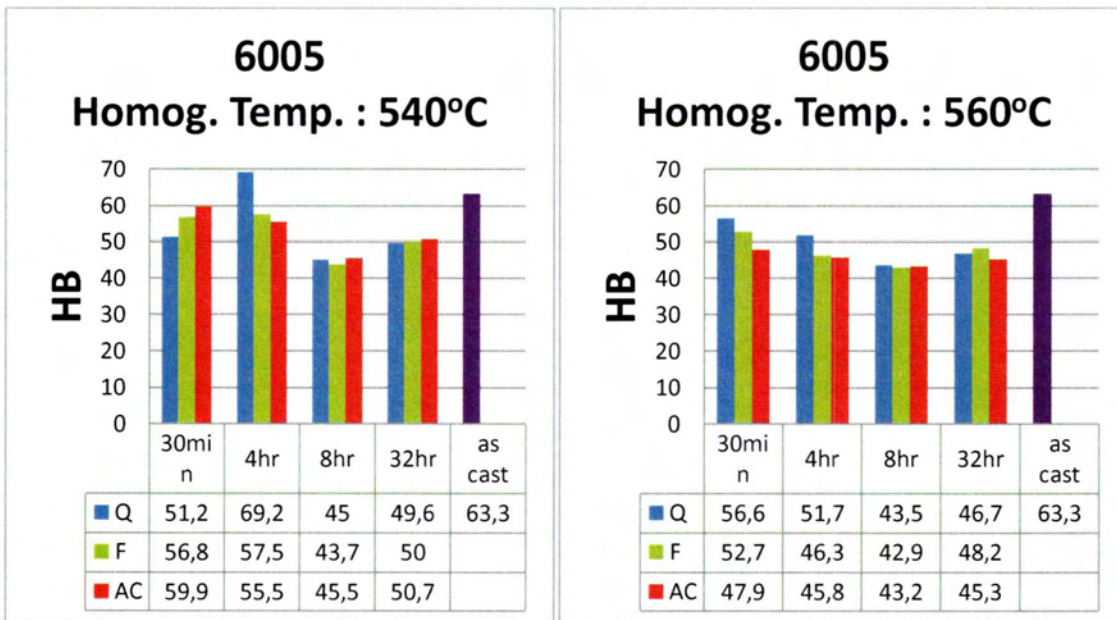 6005
Homog. Temp. : 540°C
HB
70
60
50
40
30
20
10
0
30mi
n
4hr
8hr
32hr
as
cast
Q 51,2 69,2 45 49,6 63,3
F 56,8 57,5 43,7 50
AC 59,9 55,5 45,5 50,7
6005
Homog. Temp. : 560°C
HB
70
60
50
40
30
20
10
0
30mi
n
4hr
8hr
32hr
as
cast
Q 56,6 51,7 43,5 46,7 63,3
F 52,7 46,3 42,9 48,2
AC 47,9 45,8 43,2 45,3